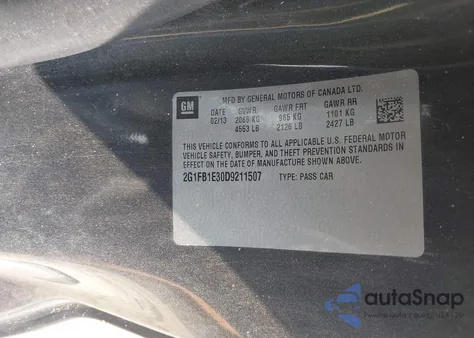 MFD BY GENERAL MOTORS OF CANADA LTD.
GM
DATE GVWR GAWR FRT GAWR RR
02/13 2066 KG 965 KG 1101 KG
4553 LB 2126 LB 2427 LB
THIS VEHICLE CONFORMS TO ALL APPLICABLE U.S. FEDERAL MOTOR
VEHICLE SAFETY, BUMPER, AND THEFT PREVENTION STANDARDS IN
EFFECT ON THE DATE OF MANUFACTURE SHOWN ABOVE.
2G1FB1E30D9211507 TYPE: PASS CAR
autoSnap